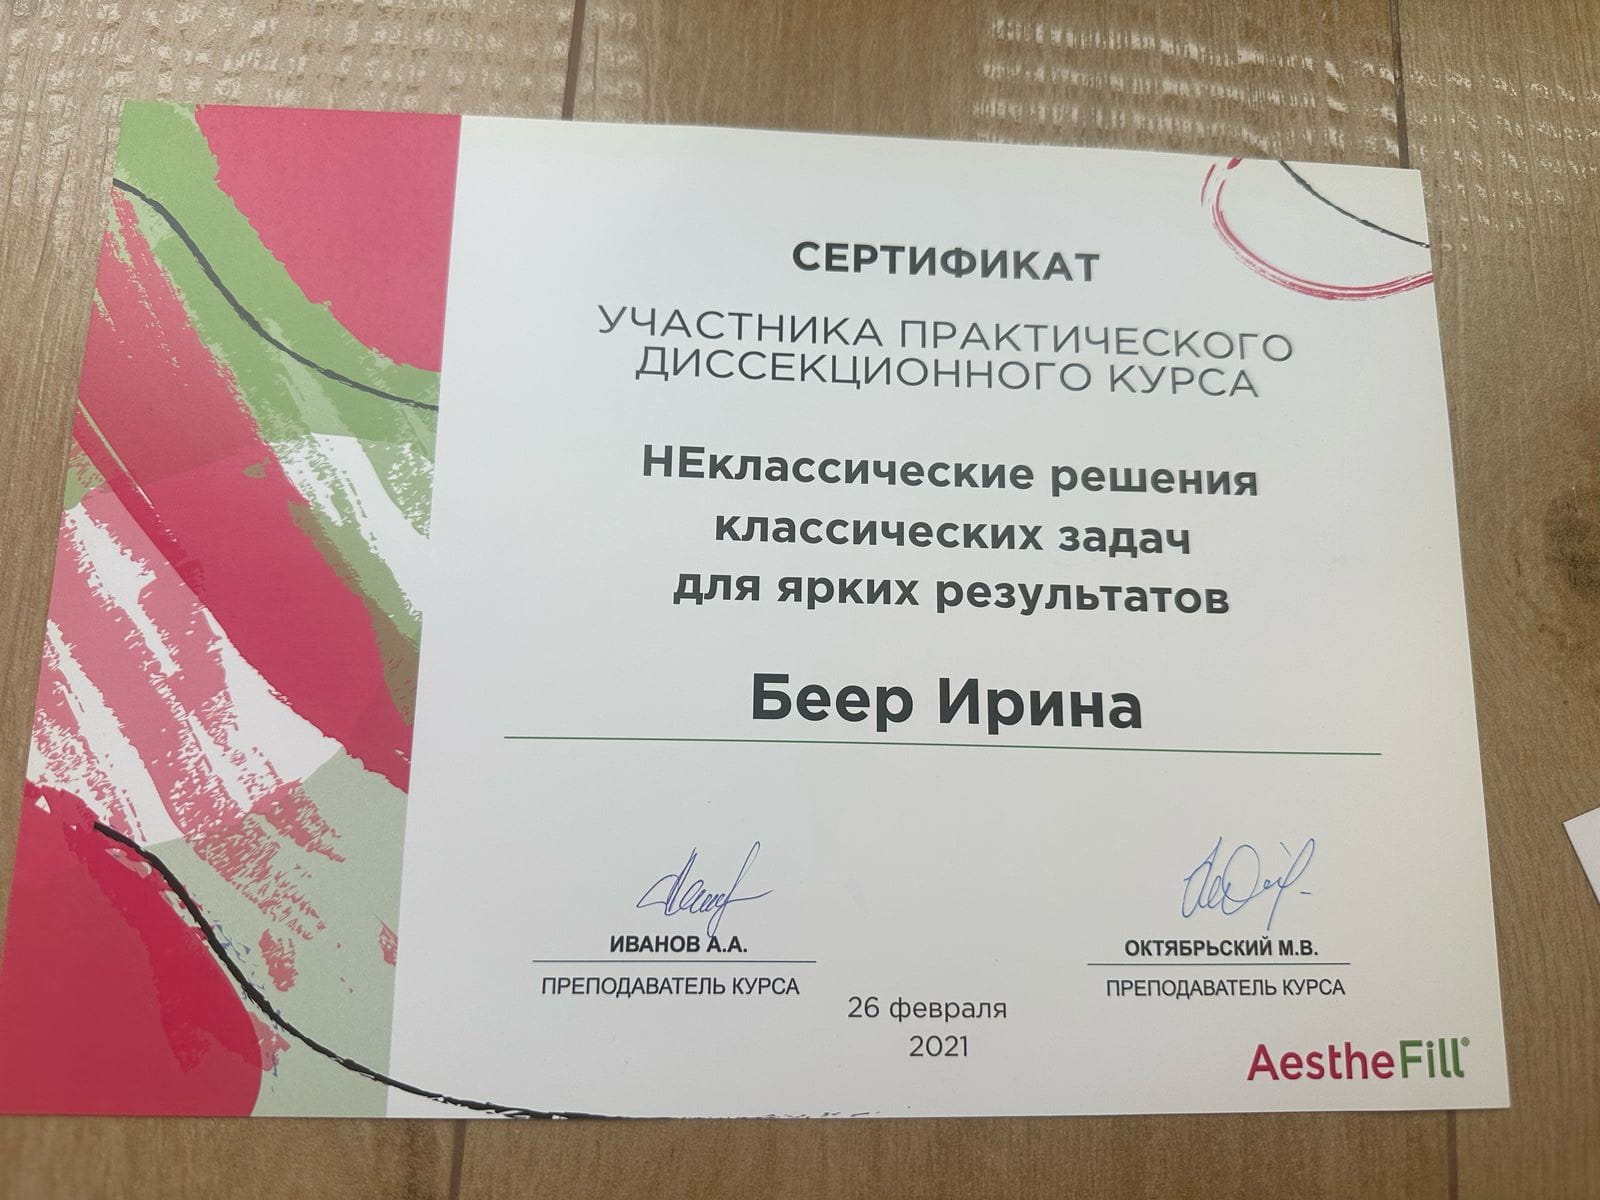 СЕРТИФИКАТ
УЧАСТНИКА ПРАКТИЧЕСКОГО
ДИССЕКЦИОННОГО КУРСА
НЕклассические решения
классических задач
для ярких результатов
Беер Ирина
ИВАНОВ А.А.
ПРЕПОДАВАТЕЛЬ КУРСА
ОКТЯБРЬСКИЙ М.В.
ПРЕПОДАВАТЕЛЬ КУРСА
26 февраля
2021
AestheFill®